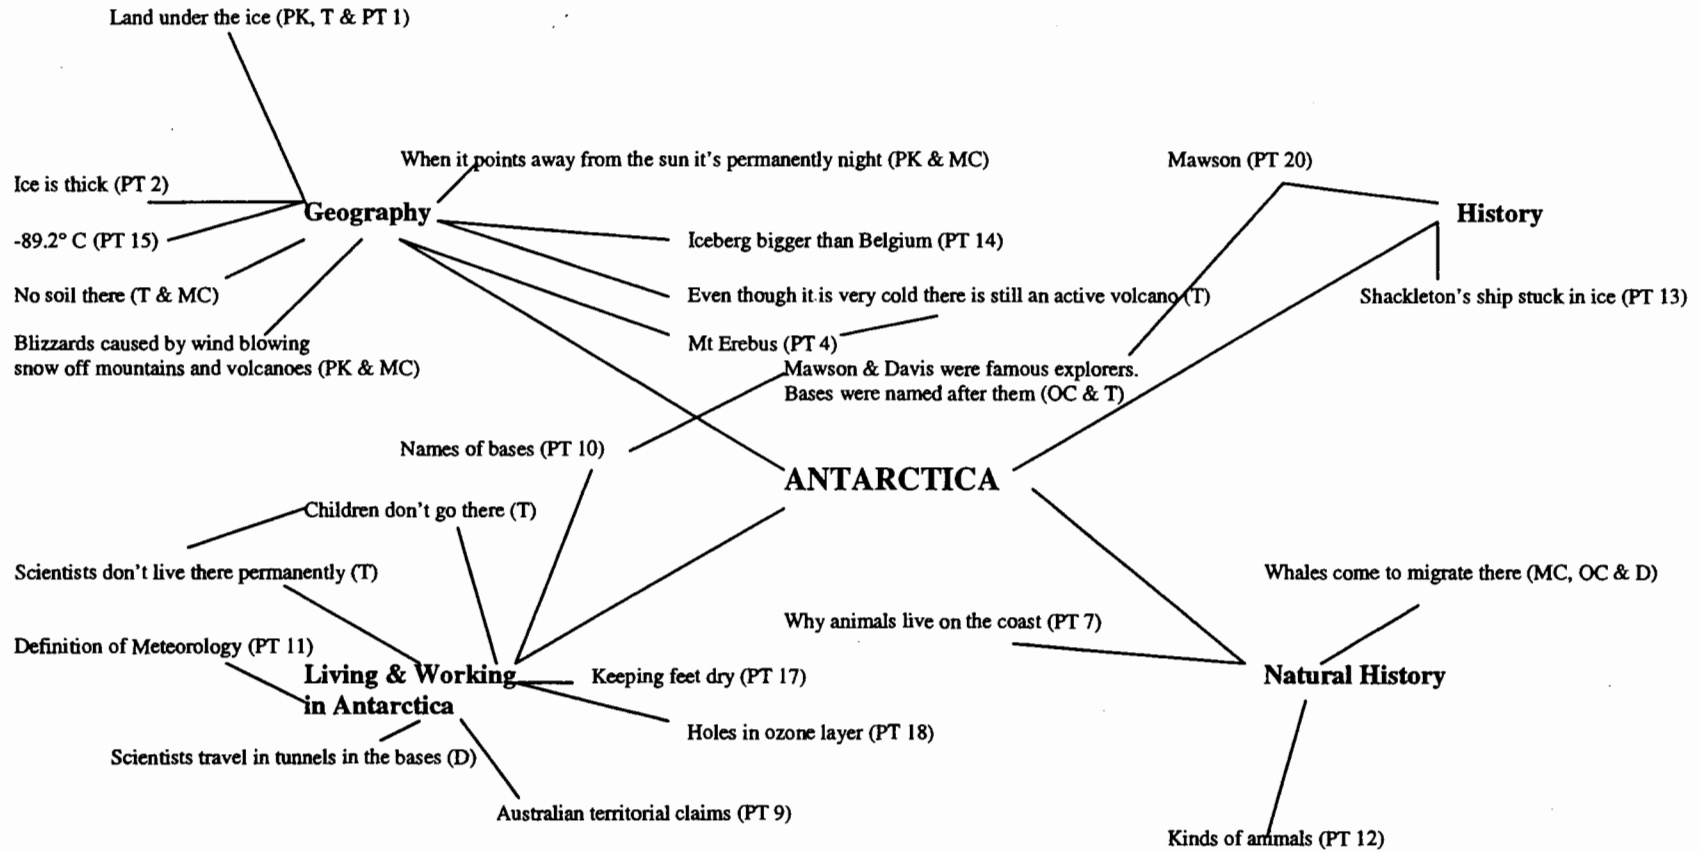 Land under the ice (PK, T & PT 1)
When it points away from the sun it's permanently night (PK & MC)
Mawson (PT 20)
Ice is thick (PT 2)
Geography
History
-89.2° C (PT 15)
Iceberg bigger than Belgium (PT 14)
No soil there (T & MC)
Even though it is very cold there is still an active volcano (T)
Shackleton's ship stuck in ice (PT 13)
Blizzards caused by wind blowing
snow off mountains and volcanoes (PK & MC)
Mt Erebus (PT 4)
Mawson & Davis were famous explorers.
Bases were named after them (OC & T)
Names of bases (PT 10)
ANTARCTICA
Children don't go there (T)
Scientists don't live there permanently (T)
Whales come to migrate there (MC, OC & D)
Why animals live on the coast (PT 7)
Definition of Meteorology (PT 11)
Living & Working
in Antarctica
Keeping feet dry (PT 17)
Natural History
Holes in ozone layer (PT 18)
Scientists travel in tunnels in the bases (D)
Australian territorial claims (PT 9)
Kinds of animals (PT 12)